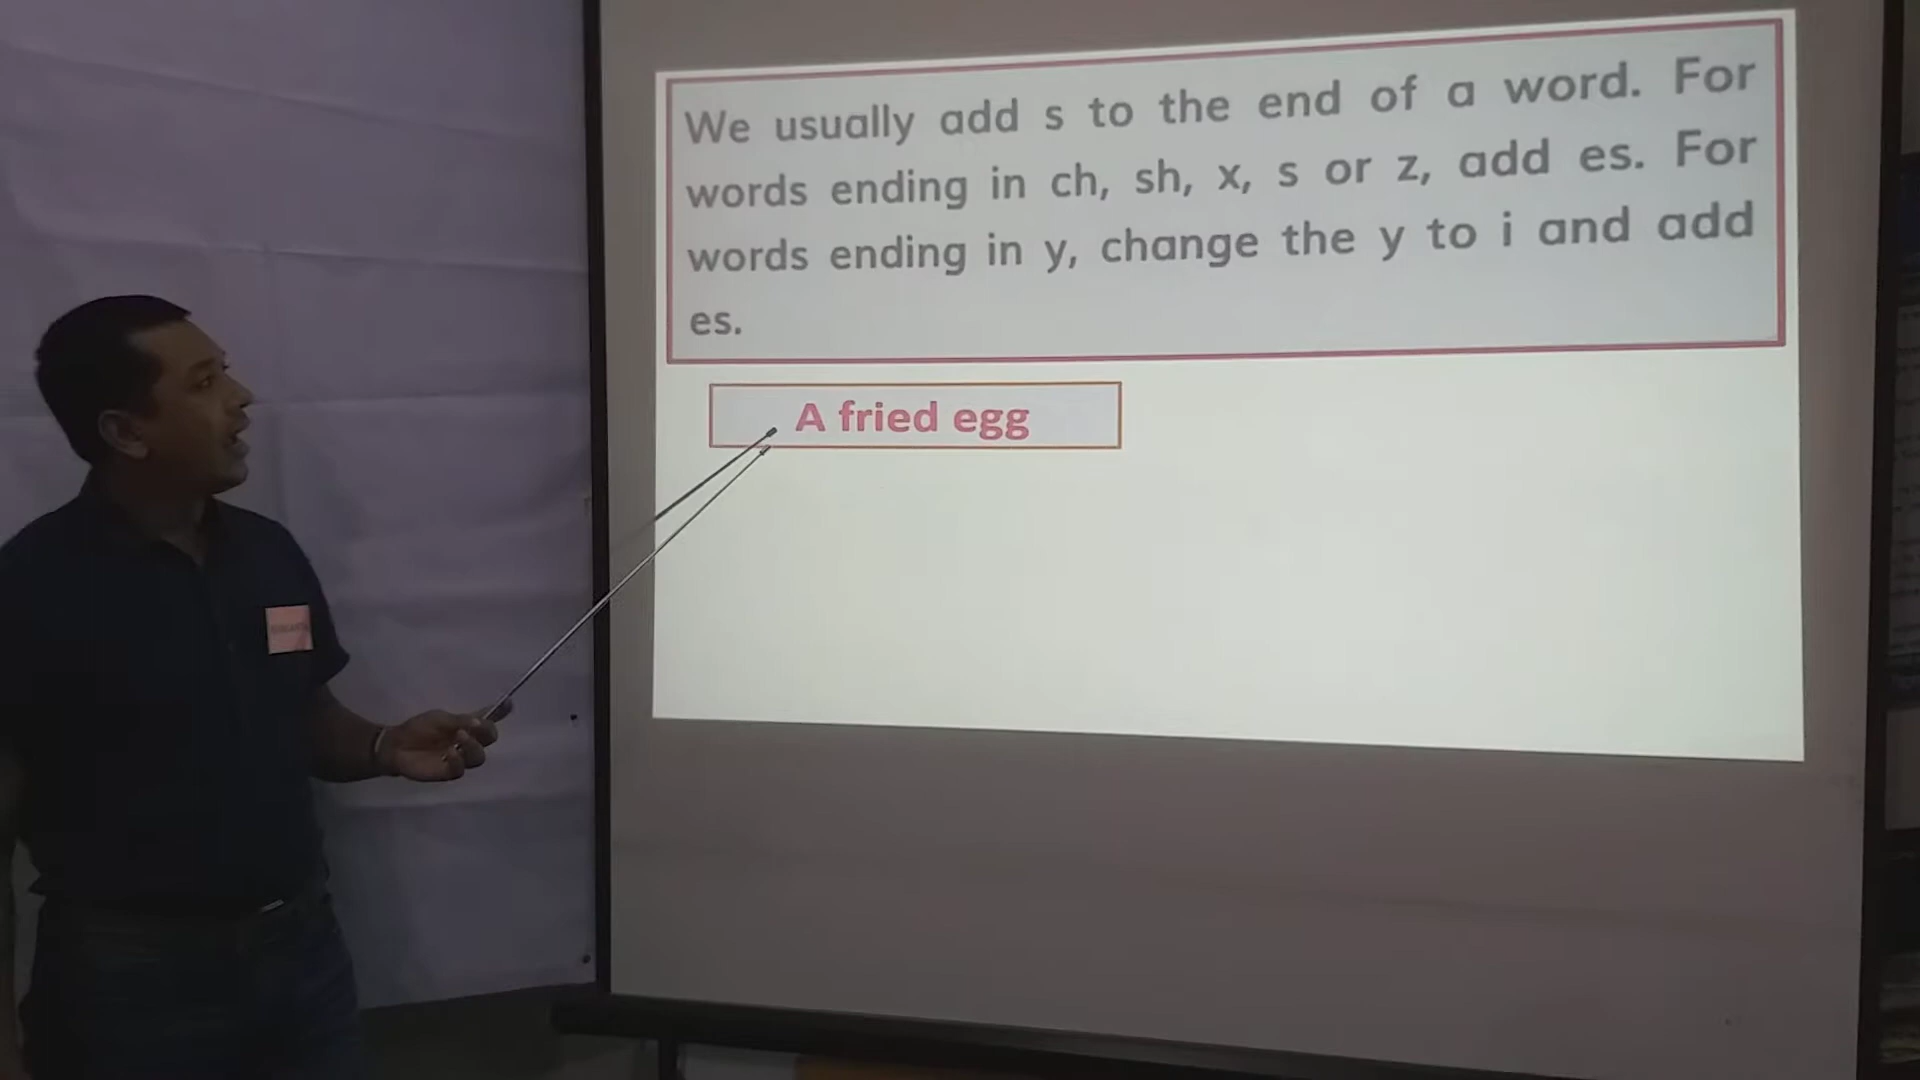 We usually add s to the end of a word. For
words ending in ch, sh, x, s or z, add es. For
words ending in y, change the y to i and add
es.
A fried egg